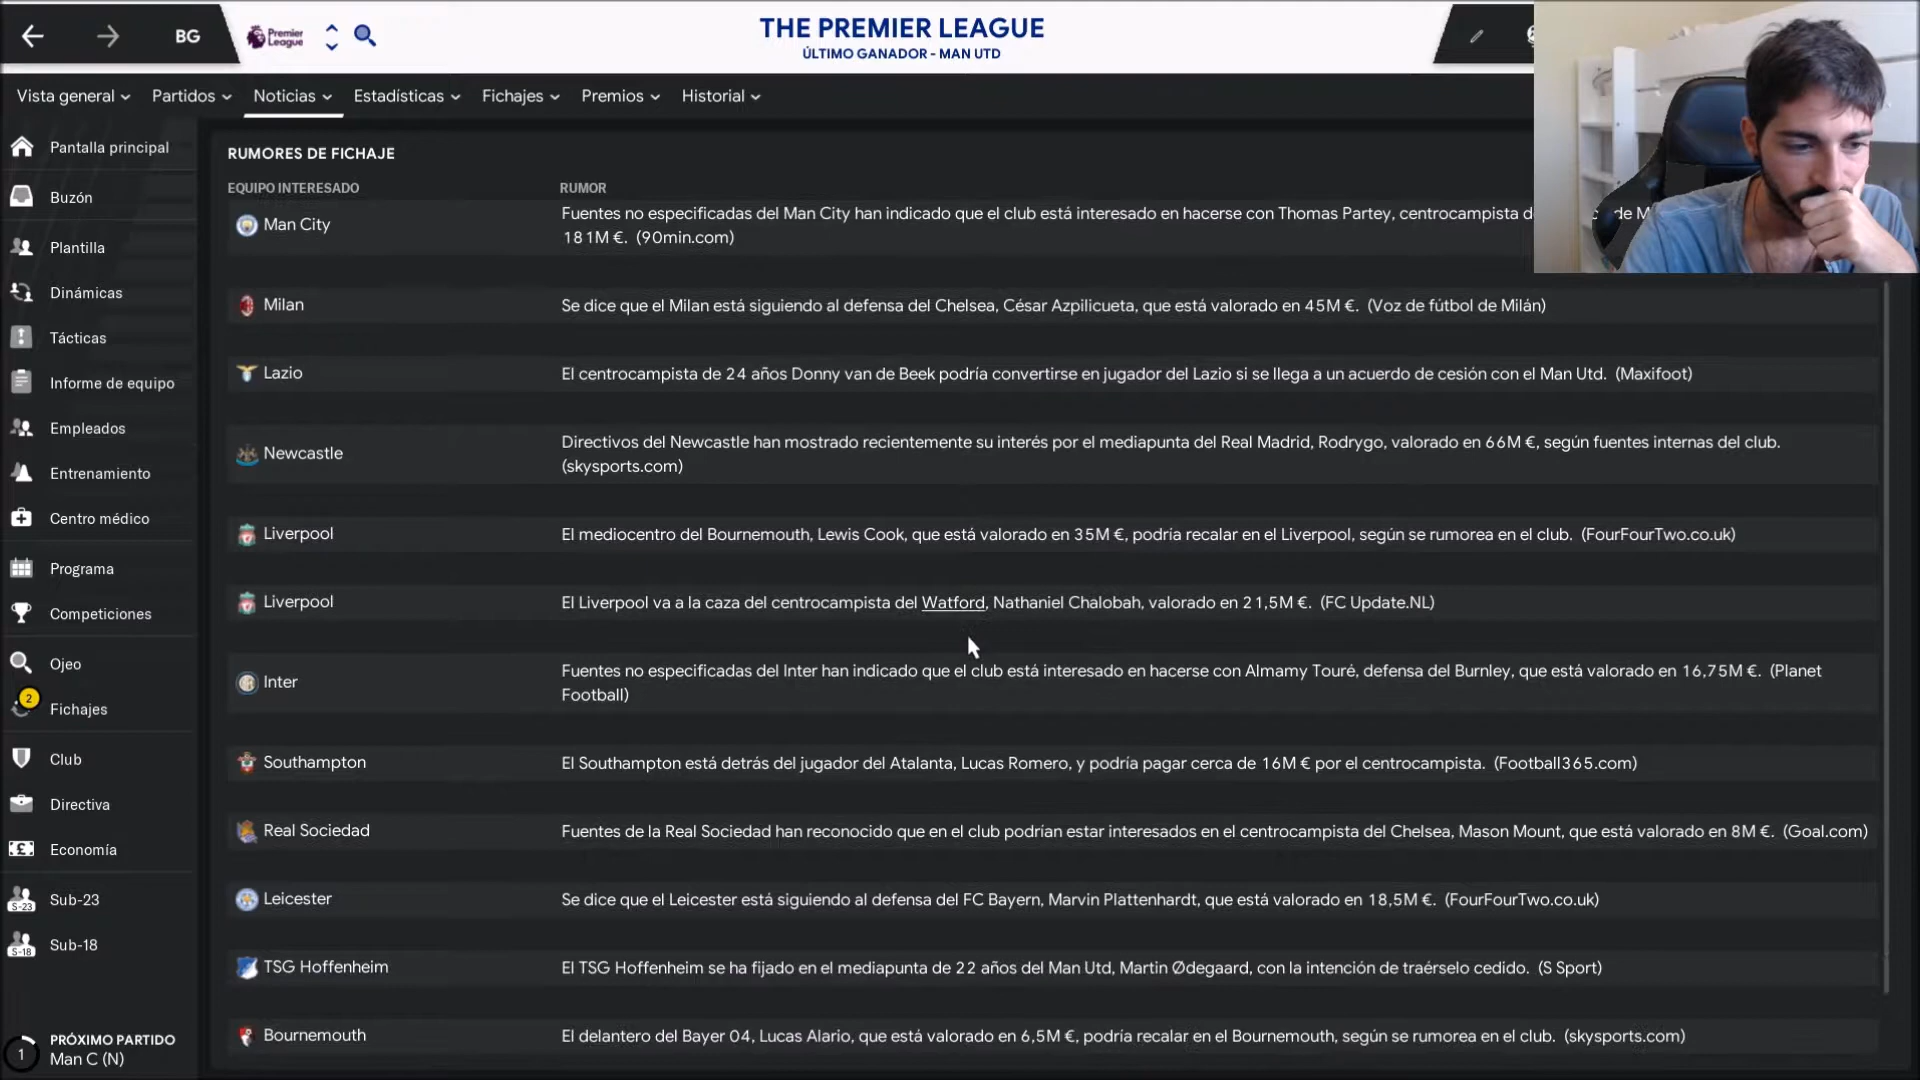 BG
Premier League
THE PREMIER LEAGUE
ÚLTIMO GANADOR - MAN UTD
Vista general
Partidos
Noticias
Estadísticas
Fichajes
Premios
Historial
Pantalla principal
Buzón
Plantilla
Dinámicas
Tácticas
Informe de equipo
Empleados
Entrenamiento
Centro médico
Programa
Competiciones
Ojeo
2
Fichajes
Club
Directiva
£
Economía
S-23
Sub-23
S-18
Sub-18
1
PRÓXIMO PARTIDO
Man C (N)
RUMORES DE FICHAJE
EQUIPO INTERESADO RUMOR
Man City
Fuentes no especificadas del Man City han indicado que el club está interesado en hacerse con Thomas Partey, centrocampista de M
181M €. (90min.com)
Milan
Se dice que el Milan está siguiendo al defensa del Chelsea, César Azpilicueta, que está valorado en 45M €. (Voz de fútbol de Milán)
Lazio
El centrocampista de 24 años Donny van de Beek podría convertirse en jugador del Lazio si se llega a un acuerdo de cesión con el Man Utd. (Maxifoot)
Newcastle
Directivos del Newcastle han mostrado recientemente su interés por el mediapunta del Real Madrid, Rodrygo, valorado en 66M €, según fuentes internas del club.
(skysports.com)
Liverpool
El mediocentro del Bournemouth, Lewis Cook, que está valorado en 35M €, podría recalar en el Liverpool, según se rumorea en el club. (FourFourTwo.co.uk)
Liverpool
El Liverpool va a la caza del centrocampista del Watford, Nathaniel Chalobah, valorado en 21,5M €. (FC Update.NL)
Inter
Fuentes no especificadas del Inter han indicado que el club está interesado en hacerse con Almamy Touré, defensa del Burnley, que está valorado en 16,75M €. (Planet
Football)
Southampton
El Southampton está detrás del jugador del Atalanta, Lucas Romero, y podría pagar cerca de 16M € por el centrocampista. (Football365.com)
Real Sociedad
Fuentes de la Real Sociedad han reconocido que en el club podrían estar interesados en el centrocampista del Chelsea, Mason Mount, que está valorado en 8M €. (Goal.com)
Leicester
Se dice que el Leicester está siguiendo al defensa del FC Bayern, Marvin Plattenhardt, que está valorado en 18,5M €. (FourFourTwo.co.uk)
TSG Hoffenheim
El TSG Hoffenheim se ha fijado en el mediapunta de 22 años del Man Utd, Martin Ødegaard, con la intención de traérselo cedido. (S Sport)
Bournemouth
El delantero del Bayer 04, Lucas Alario, que está valorado en 6,5M €, podría recalar en el Bournemouth, según se rumorea en el club. (skysports.com)